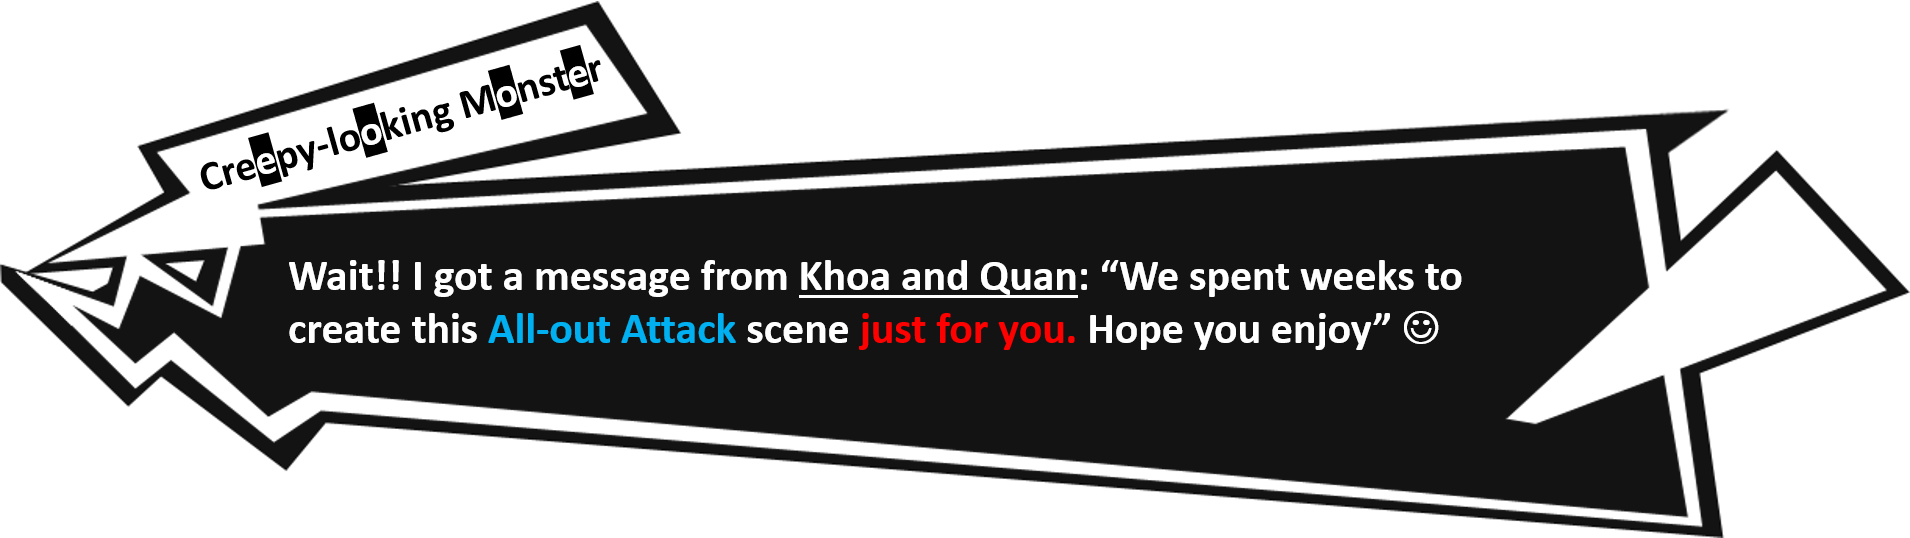 Creepy-looking Monster
Wait!! I got a message from Khoa and Quan: “We spent weeks to
create this All-out Attack scene just for you. Hope you enjoy” ☺